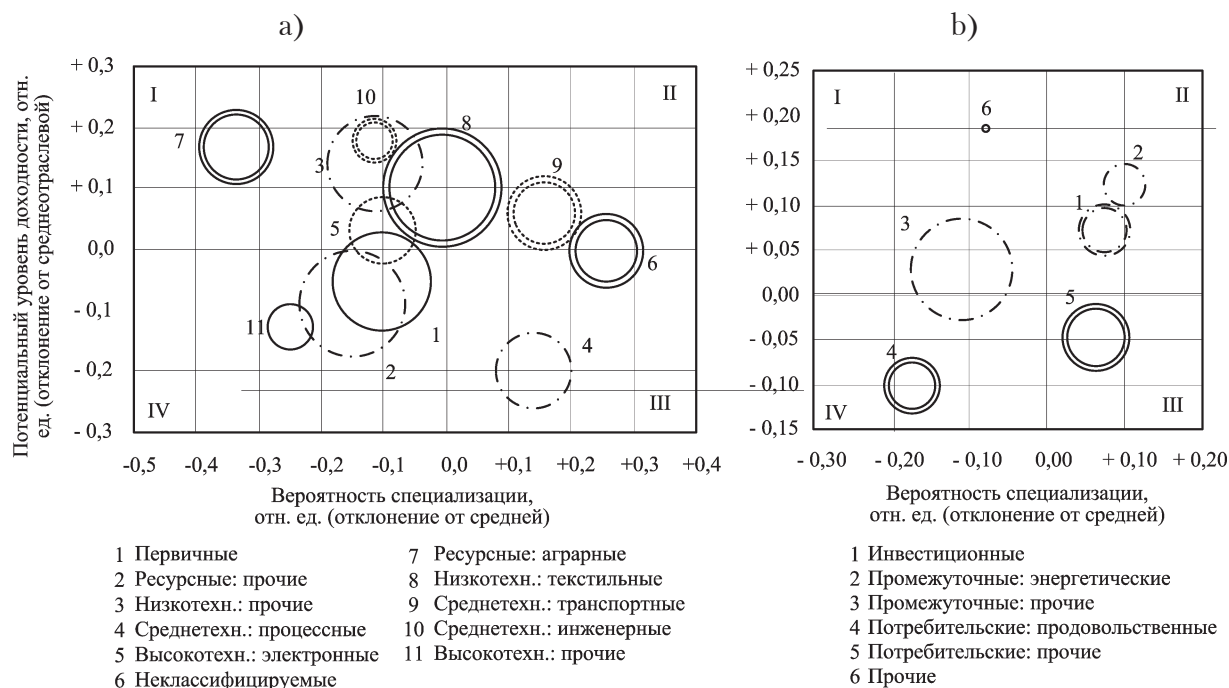 a)
b)
Потенциальный уровень доходности, отн.
ед. (отклонение от среднеотраслевой)
+ 0,3
+ 0,2
+ 0,1
0,0
- 0,1
- 0,2
- 0,3
I
II
III
IV
10
8
7
3
9
5
6
11
1
4
2
-0,5 -0,4 -0,3 -0,2 -0,1 0,0 +0,1 +0,2 +0,3 +0,4
Вероятность специализации,
отн. ед. (отклонение от средней)
1 Первичные
2 Ресурсные: прочие
3 Низкотехн.: прочие
4 Среднетехн.: процессные
5 Высокотехн.: электронные
6 Неклассифицируемые
7 Ресурсные: аграрные
8 Низкотехн.: текстильные
9 Среднетехн.: транспортные
10 Среднетехн.: инженерные
11 Высокотехн.: прочие
+ 0,25
+ 0,20
+ 0,15
+ 0,10
+ 0,05
0,00
- 0,05
- 0,10
- 0,15
I
II
III
IV
6
2
1
3
5
4
- 0,30 - 0,20 - 0,10 0,00 + 0,10 + 0,20
Вероятность специализации,
отн. ед. (отклонение от средней)
1 Инвестиционные
2 Промежуточные: энергетические
3 Промежуточные: прочие
4 Потребительские: продовольственные
5 Потребительские: прочие
6 Прочие